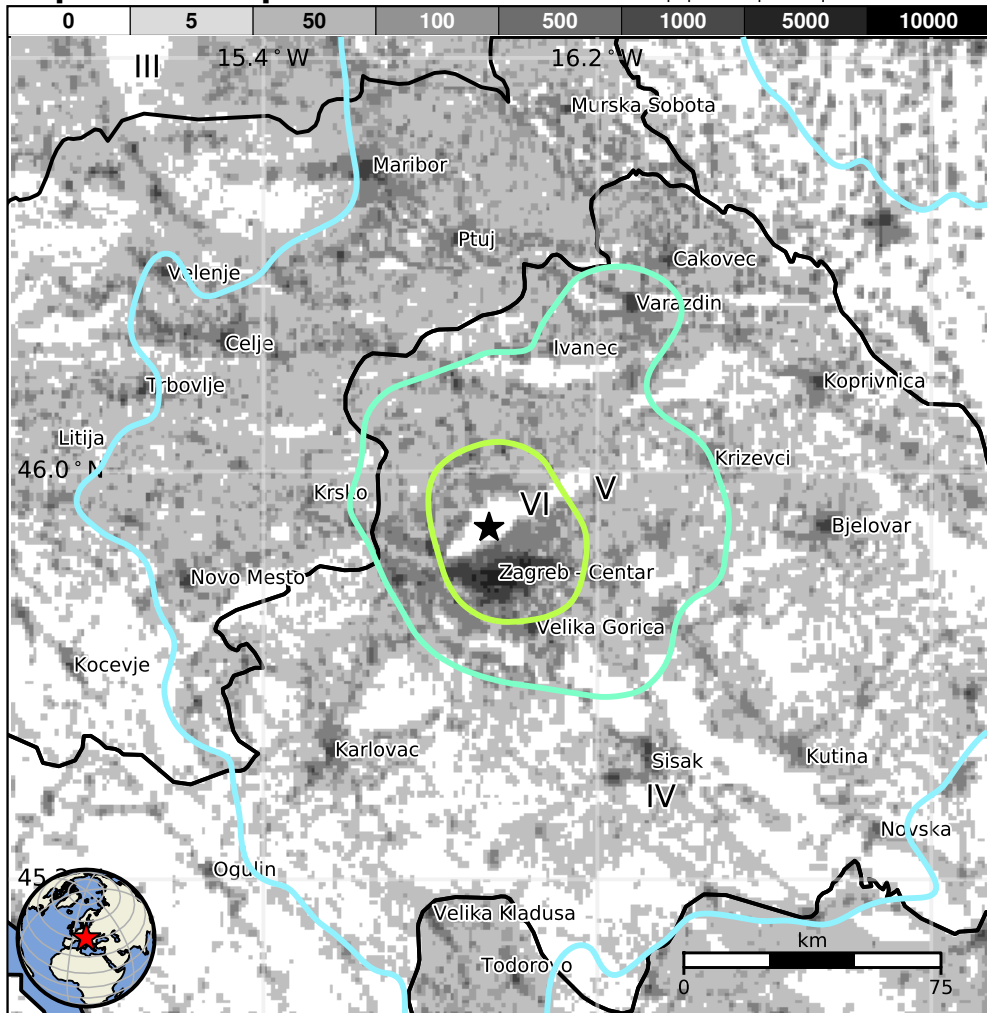 0 5 50 100 500 1000 5000 10000
III 15.4°W 16.2°W
Murska Sobota
Maribor
Ptuj
Cakovec
Velenje
Varazdin
Celje
Ivanec
Trbovlje
Koprivnica
Litija
Krizevci
46.0°N
Krsko
V
VI
Bjelovar
Zagreb - Centar
Novo Mesto
Velika Gorica
Kocevje
Karlovac
Kutina
Sisak
IV
Novska
Ogulin
Velika Kladusa
km
Todorovo
0 75